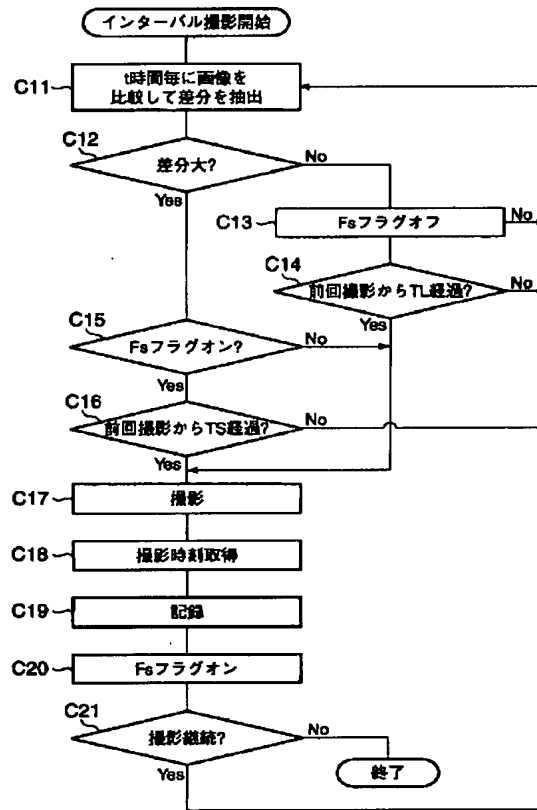 インターバル撮影開始
C11
t時間毎に画像を
比較して差分を抽出
C12
差分大?
No
Yes
C13
Fsフラグオフ
No
C14
前回撮影からTL経過?
No
Yes
C15
Fsフラグオン?
No
Yes
C16
前回撮影からTS経過?
No
Yes
C17
撮影
C18
撮影時刻取得
C19
記録
C20
Fsフラグオン
C21
撮影継続?
No
Yes
終了